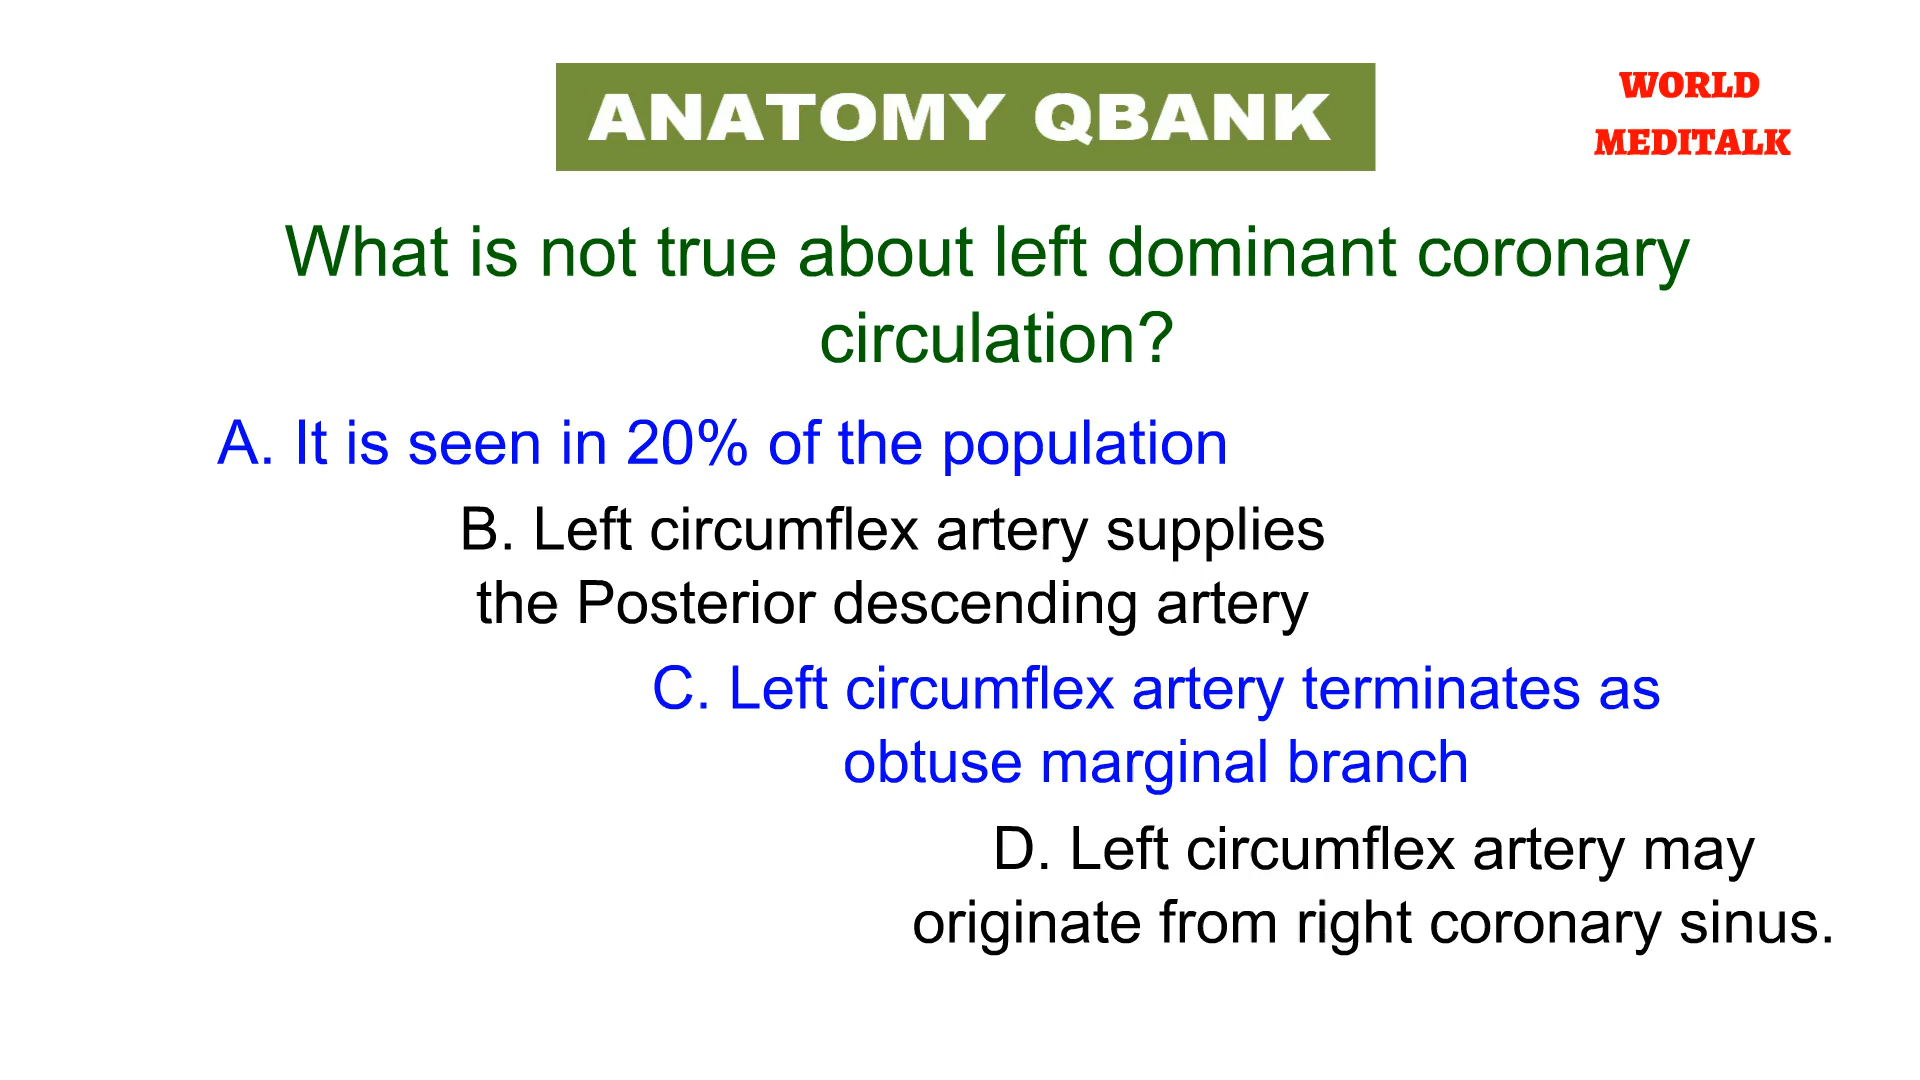 ANATOMY QBANK
WORLD
MEDITALK
What is not true about left dominant coronary
circulation?
A. It is seen in 20% of the population
B. Left circumflex artery supplies
the Posterior descending artery
C. Left circumflex artery terminates as
obtuse marginal branch
D. Left circumflex artery may
originate from right coronary sinus.